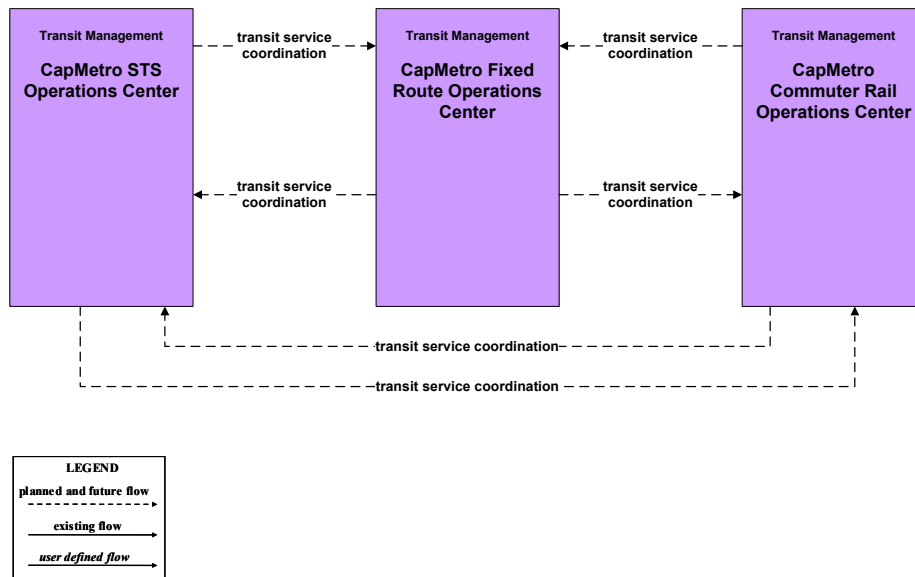 Transit Management
CapMetro STS
Operations Center
transit service
coordination
Transit Management
CapMetro Fixed
Route Operations
Center
transit service
coordination
Transit Management
CapMetro
Commuter Rail
Operations Center
transit service
coordination
transit service
coordination
transit service coordination
transit service coordination
LEGEND
planned and future flow
existing flow
user defined flow